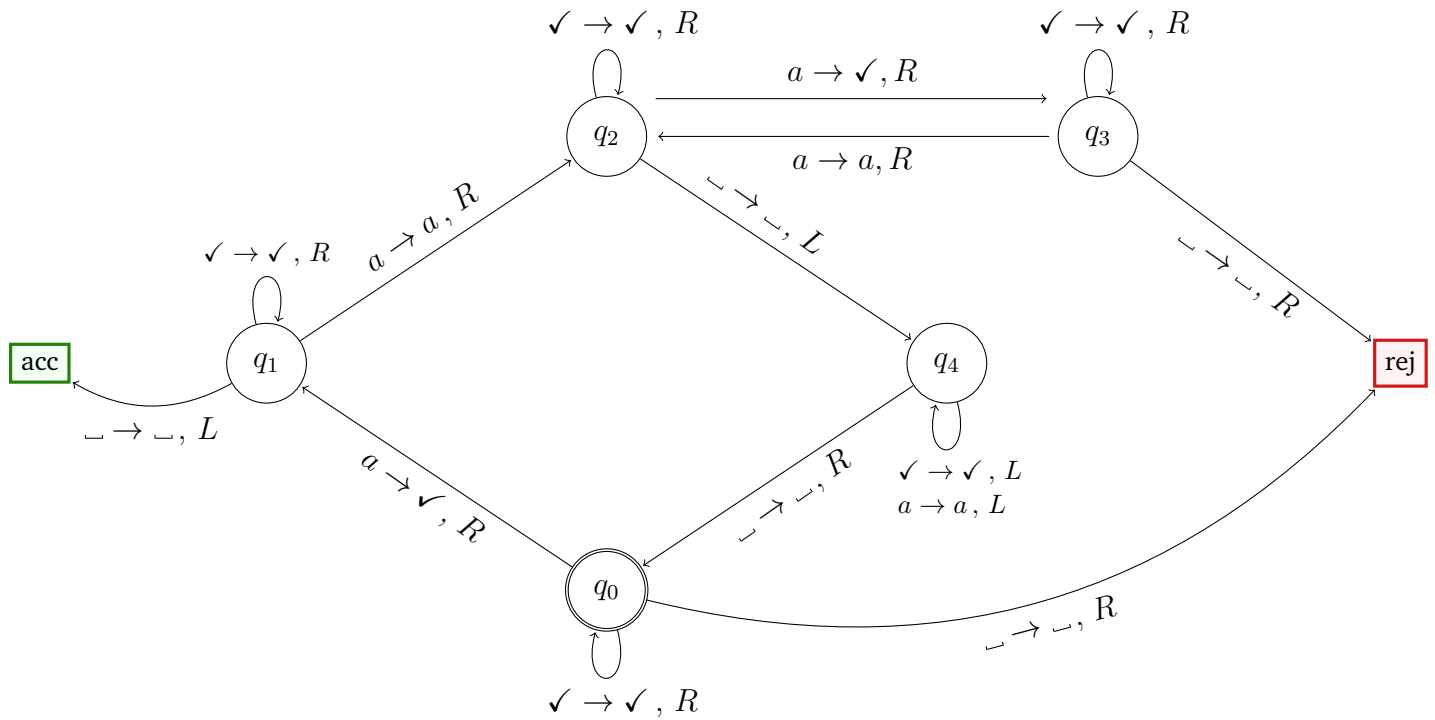 ✓ → ✓ , R
✓ → ✓ , R
a → ✓, R
q₂
q₃
a → a, R
a → a , R
␣ → ␣, L
✓ → ✓ , R
␣ → ␣, R
acc
q₁
q₄
rej
␣ → ␣, L
a → ✓, R
␣ → ␣, R
✓ → ✓ , L
a → a , L
q₀
␣ → ␣, R
✓ → ✓ , R